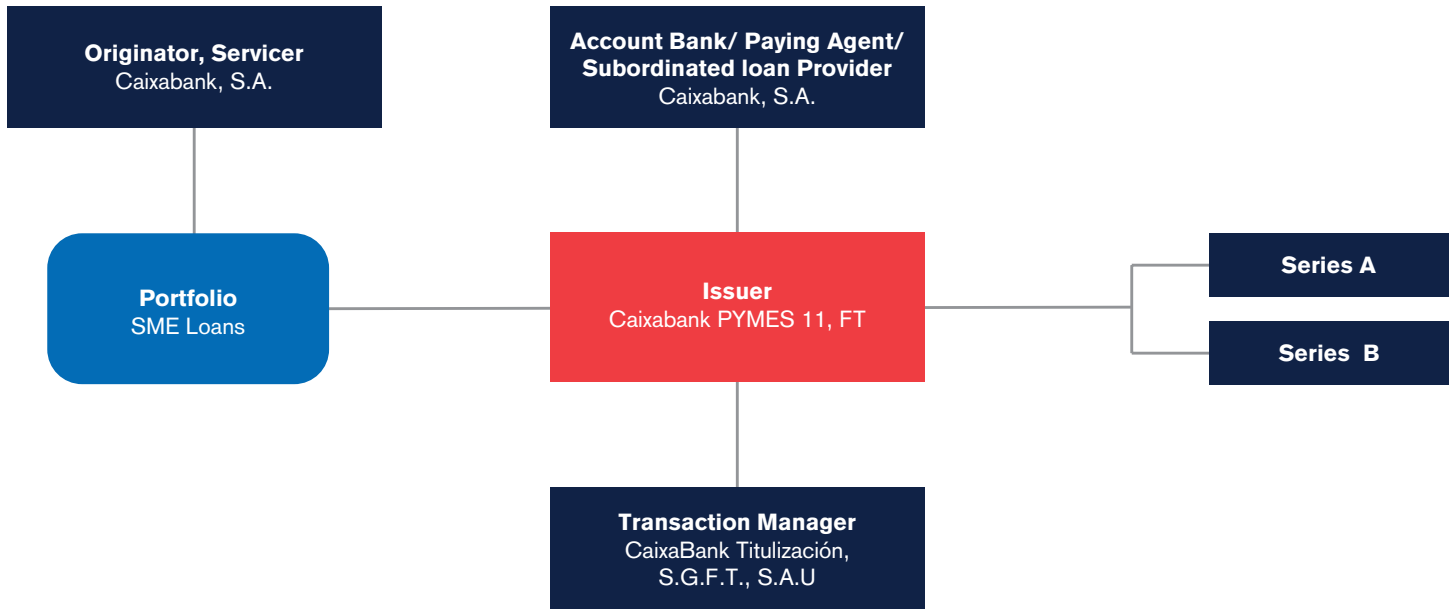 Originator, Servicer
Caixabank, S.A.
Account Bank/ Paying Agent/
Subordinated loan Provider
Caixabank, S.A.
Portfolio
SME Loans
Issuer
Caixabank PYMES 11, FT
Series A
Series B
Transaction Manager
CaixaBank Titulización,
S.G.F.T., S.A.U